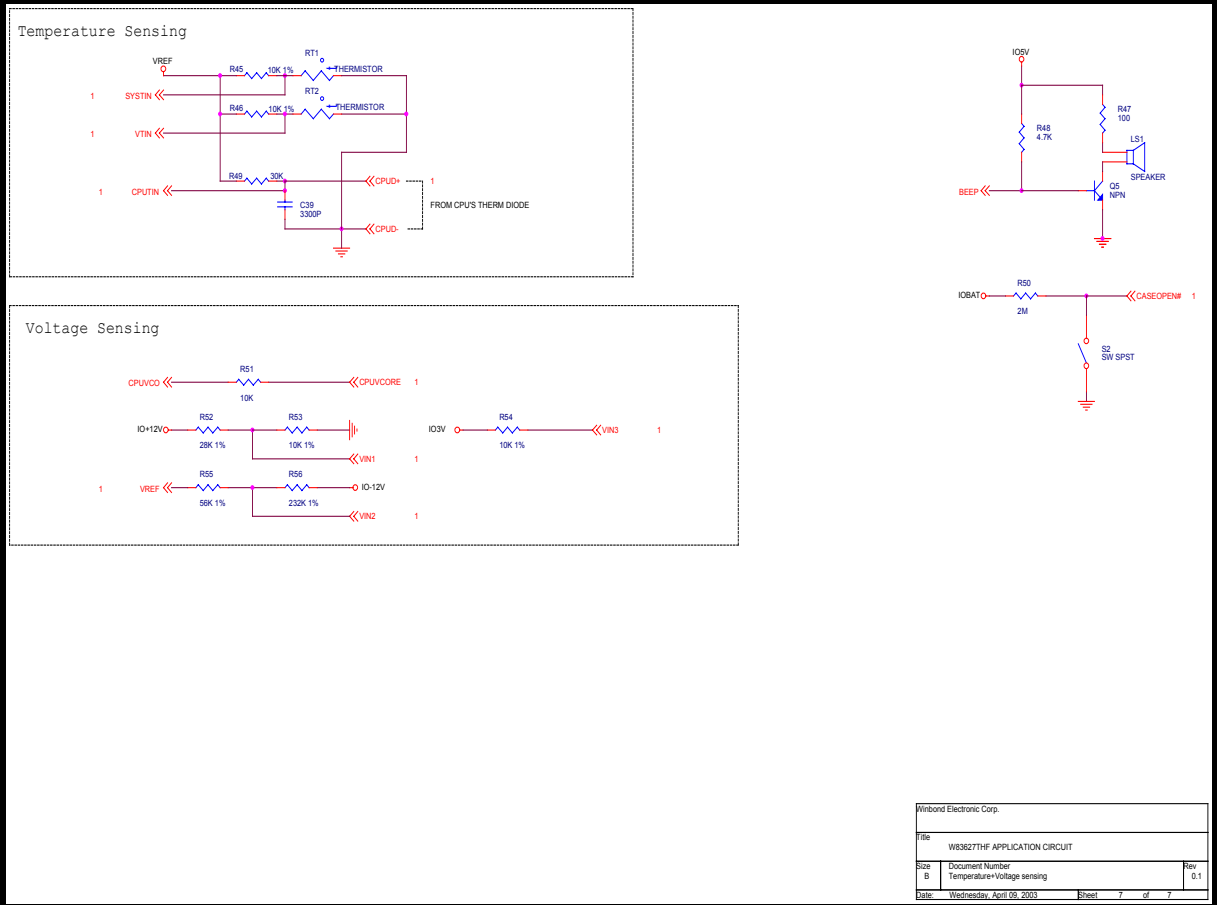 Temperature Sensing
VREF
RT1
R45
10K 1%
THERMISTOR
1
SYSTIN
RT2
R46
10K 1%
THERMISTOR
1
VTIN
R49
30K
CPUD+
1
1
CPUTIN
C39
3300P
FROM CPU'S THERM DIODE
CPUD-
IO5V
R47
100
R48
4.7K
LS1
SPEAKER
BEEP
Q5
NPN
R50
IOBAT
2M
CASEOPEN#
1
S2
SW SPST
Voltage Sensing
R51
CPUVCO
CPUVCORE
1
10K
R52
R53
R54
IO+12V
IO3V
VIN3
1
28K 1%
10K 1%
10K 1%
VIN1
1
R55
R56
1
VREF
IO-12V
56K 1%
232K 1%
VIN2
1
Winbond Electronic Corp.
Title
W83627THF APPLICATION CIRCUIT
Size
Document Number
Rev
B
Temperature+Voltage sensing
0.1
Date:
Wednesday, April 09, 2003
Sheet
7
of
7